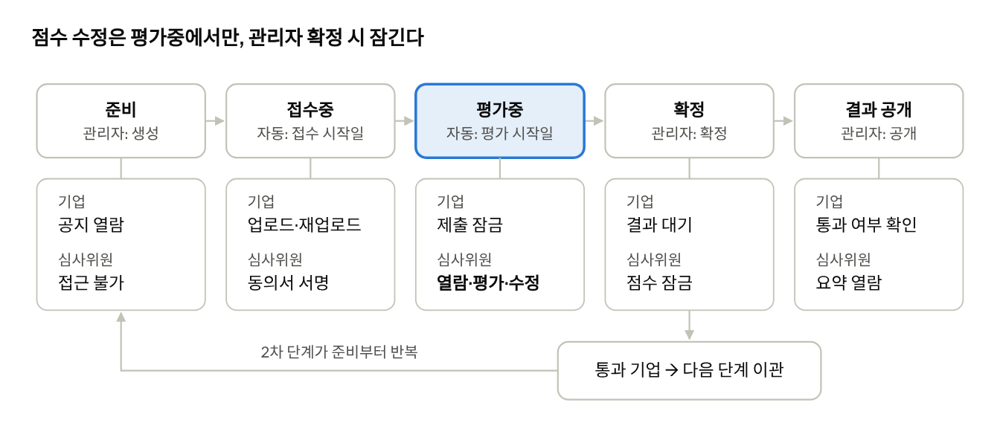 점수 수정은 평가중에서만, 관리자 확정 시 잠긴다
준비
관리자: 생성
접수중
자동: 접수 시작일
평가중
자동: 평가 시작일
확정
관리자: 확정
결과 공개
관리자: 공개
기업
공지 열람
심사위원
접근 불가
기업
업로드·재업로드
심사위원
동의서 서명
기업
제출 잠금
심사위원
열람·평가·수정
기업
결과 대기
심사위원
점수 잠금
기업
통과 여부 확인
심사위원
요약 열람
2차 단계가 준비부터 반복
통과 기업 → 다음 단계 이관